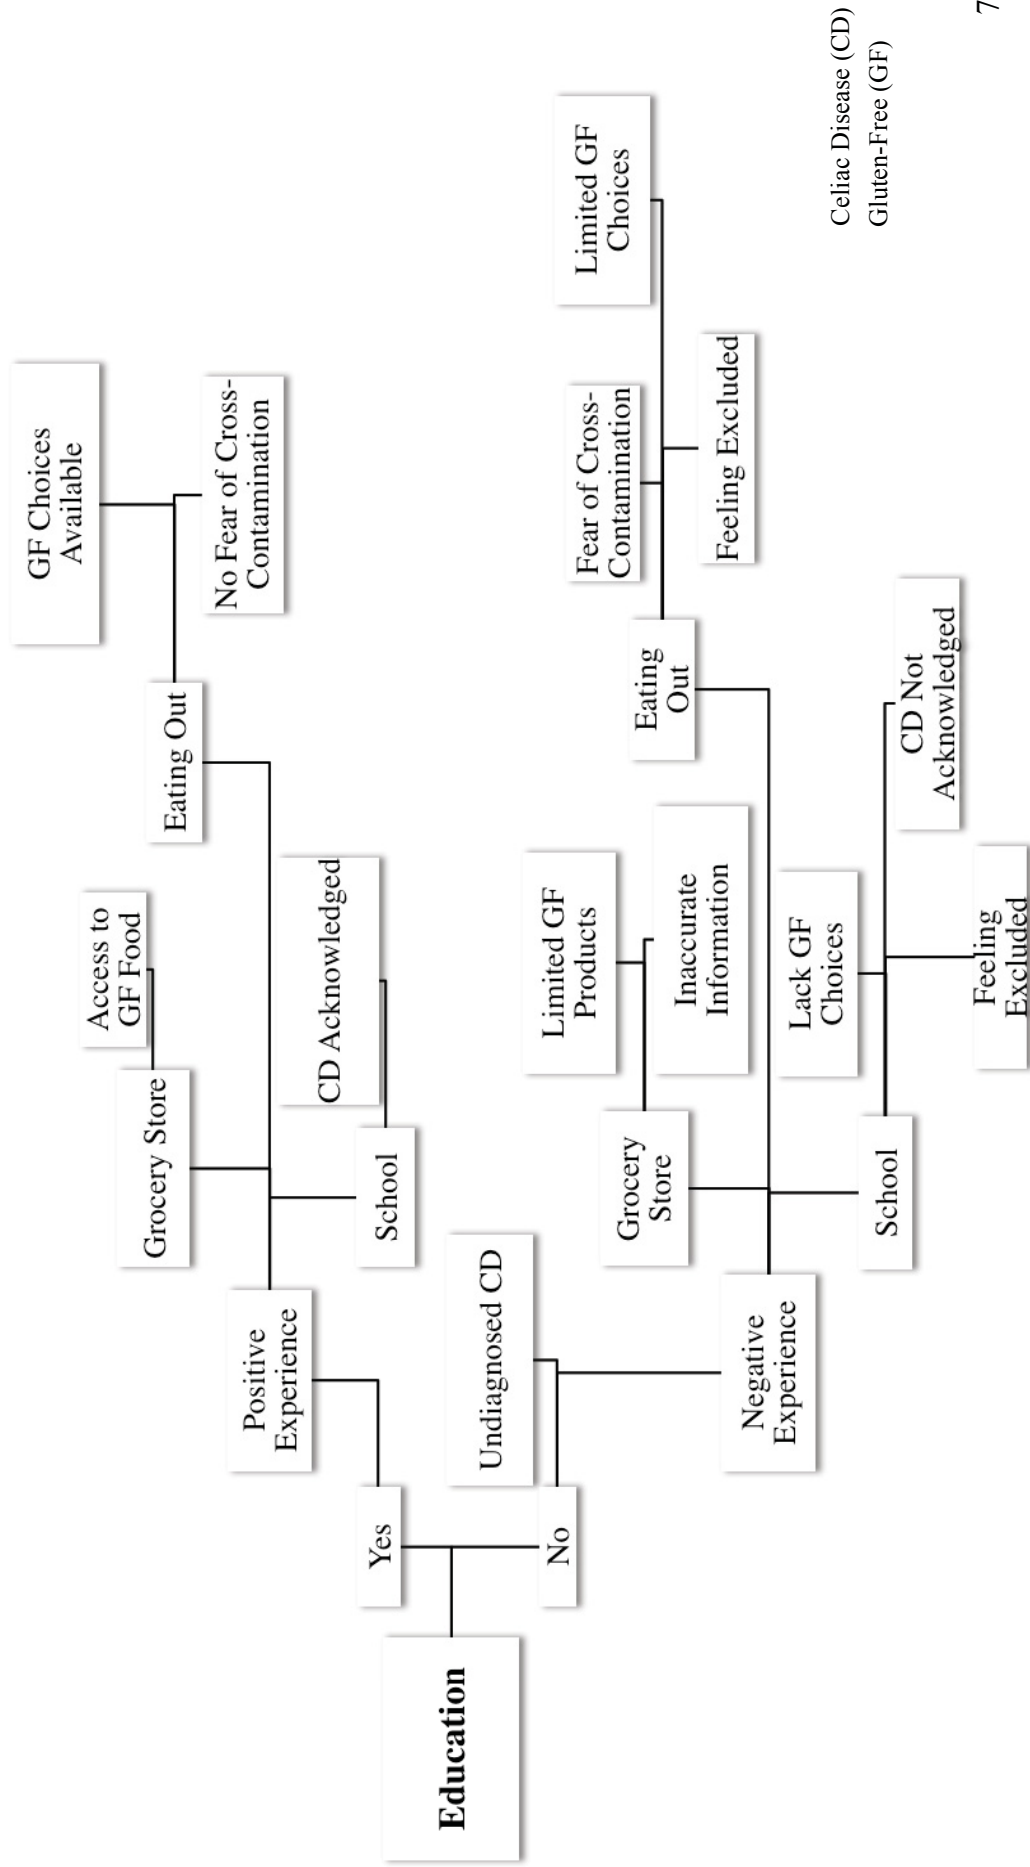 Education
Yes
Positive
Experience
Grocery Store
Access to
GF Food
School
CD Acknowledged
Eating Out
GF Choices
Available
No Fear of Cross-
Contamination
No
Undiagnosed CD
Negative
Experience
Grocery
Store
Limited GF
Products
Inaccurate
Information
School
Lack GF
Choices
Feeling
Excluded
CD Not
Acknowledged
Eating
Out
Fear of Cross-
Contamination
Feeling Excluded
Limited GF
Choices
Celiac Disease (CD)
Gluten-Free (GF)
7